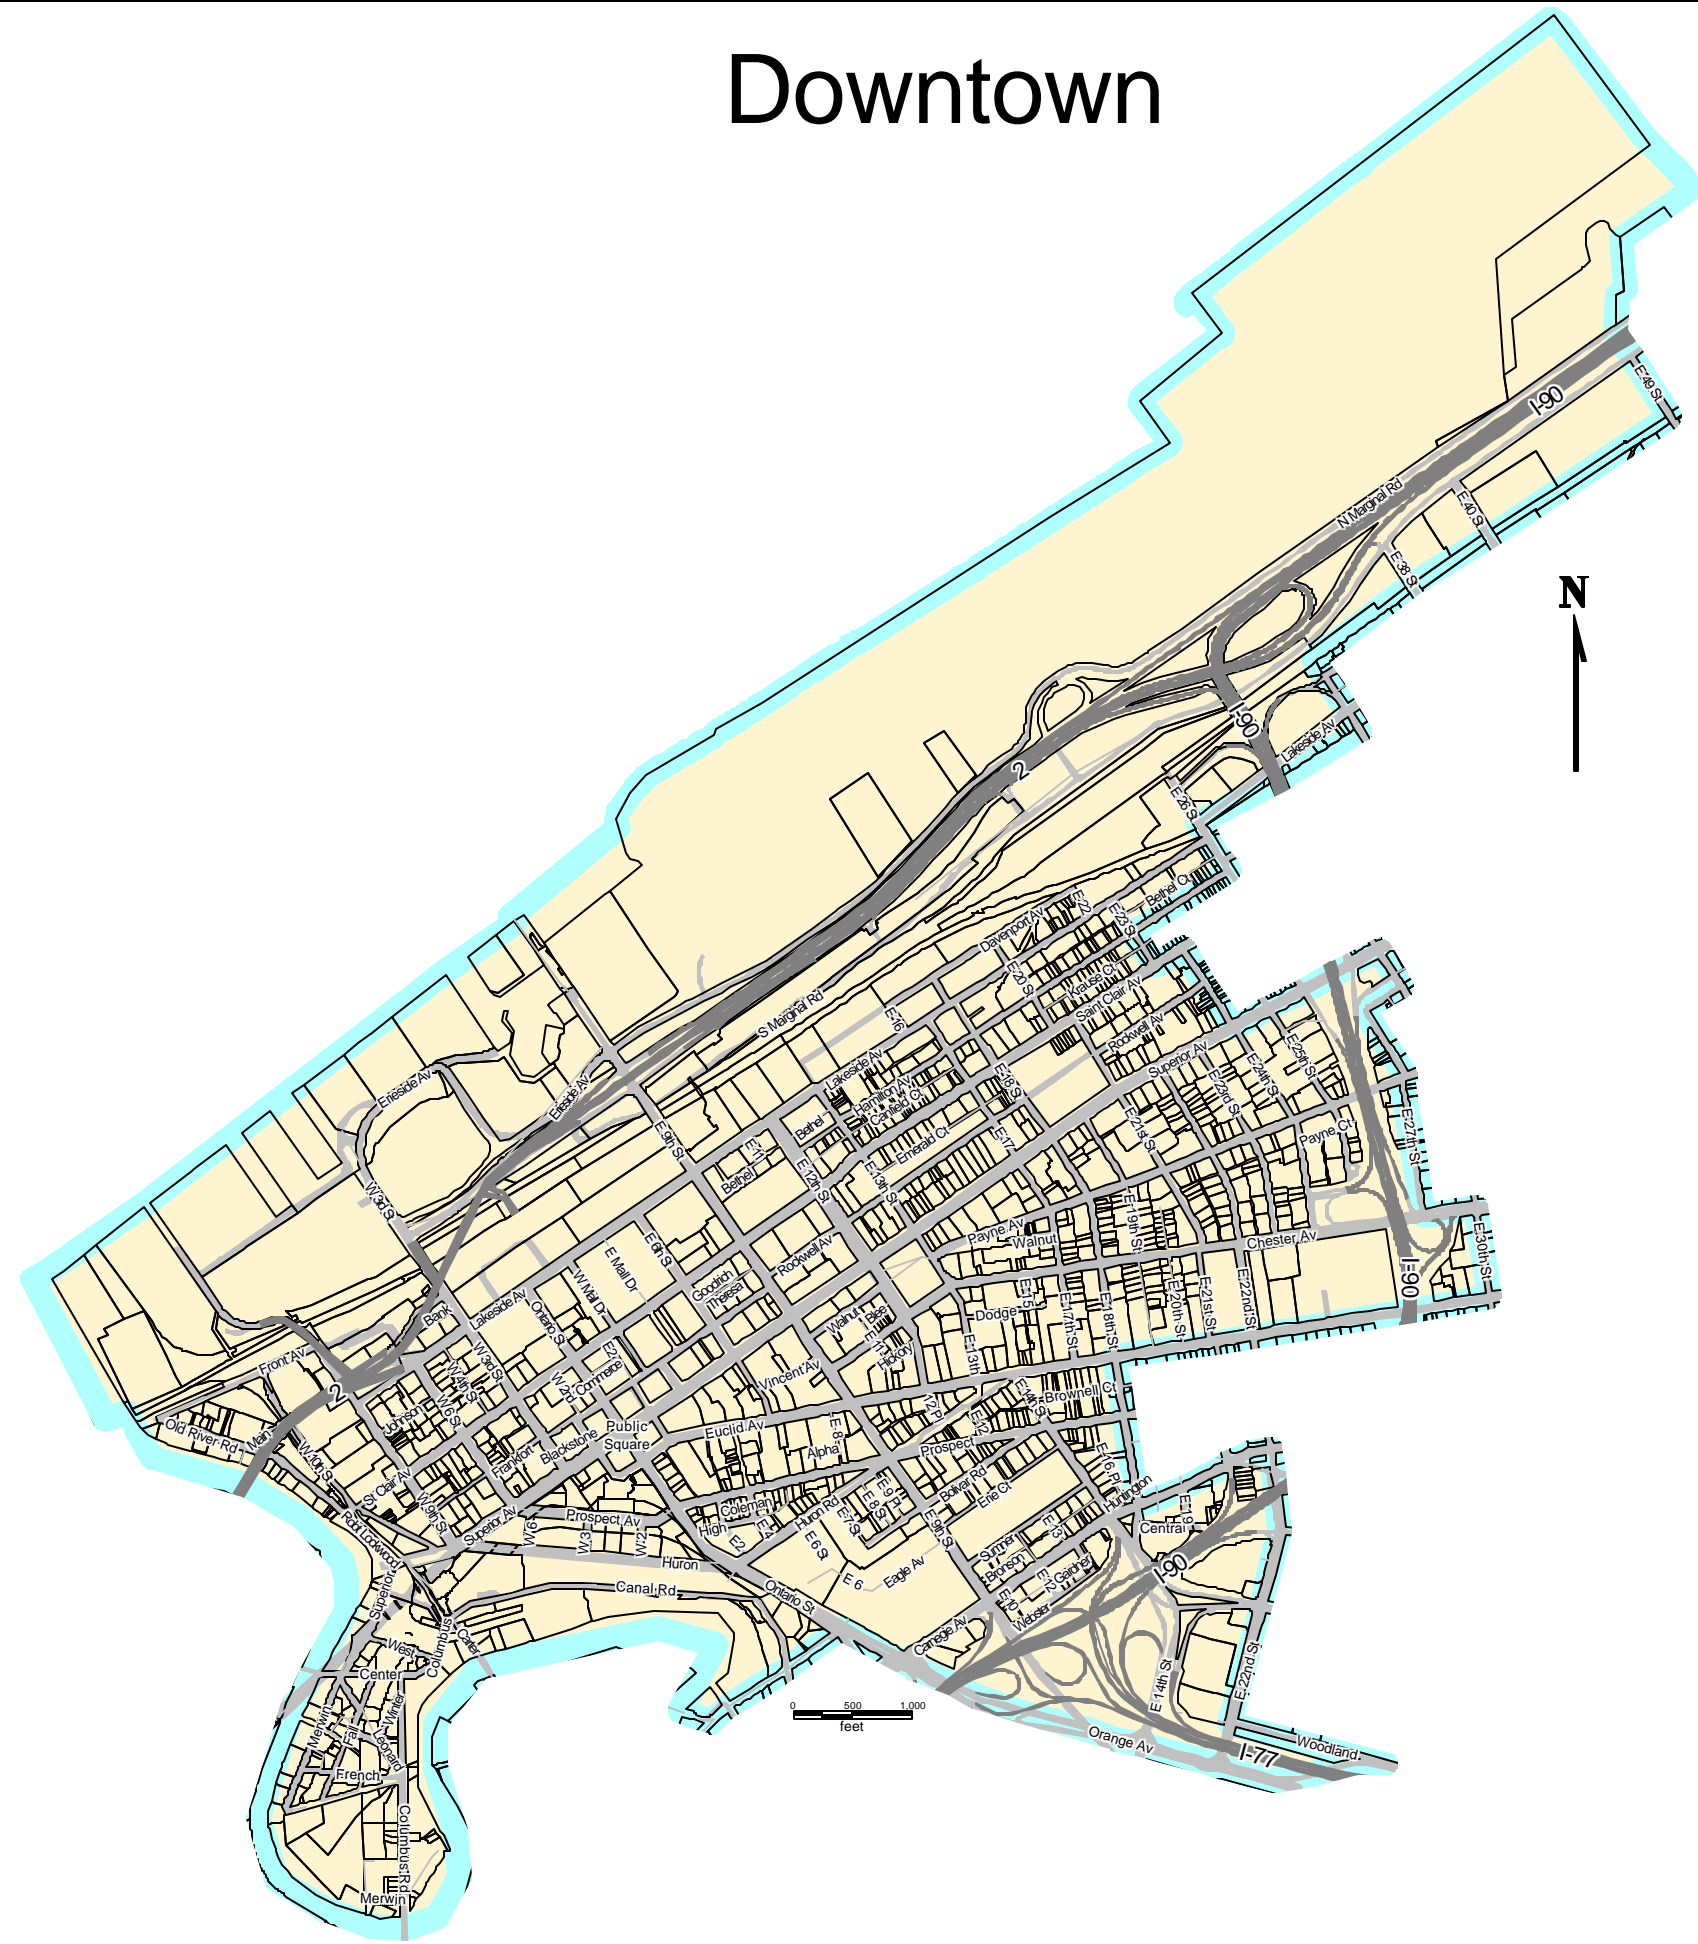 Downtown
I-90
E 49 St
N Marginal Rd
E 40 St
E 38 St
N
I-90
Lakeside Av
2
E 26 St
Bethel Ct
E 22
E 23 St
Davenport Av
E 20 St
Krause Ct
Saint Clair Av
S Marginal Rd
E 16
Rockwell Av
Superior Av
E 25th St
E 24th St
E 23rd St
E 18 St
Lakeside Av
Hamilton Av
Canfield Ct
Erieside Av
Erieside Av
E 9th St
Bethel
E 11
Bethel
E 12th St
E 13th St
Emerald Ct
E 17
E 21st St
Payne Ct
E 27th St
W 3rd St
E 6th St
E Mall Dr
W Mall Dr
Rockwell Av
Payne Av
Walnut
E 19th St
Chester Av
E 30th St
I-90
Goodrich
Theresa
Bank
Lakeside Av
Ontario St
E 2
Commerce
W 2rd
Walnut
Blee
E 11
Hickory
E 15
Dodge
E 17th St
E 18th St
E 20th St
E 21st St
E 22nd St
Front Av
2
W 3rd St
W 4th St
W 6 St
Johnson
Vincent Av
E 13th
Old River Rd
Main
W 10th St
Public
Square
Euclid Av
E 8
Alpha
12 Pl
E 12
E 14th St
Brownell Ct
Prospect
Frankfort
Blackstone
St Clair Av
W 9th St
Superior Av
Root Lockwood
Prospect Av
W 6
W 3rd
W 2
High
Coleman
E 2
E 4
Huron Rd
E 6 St
E 7 St
E 8 St
E 9 Pl
Bolivar Rd
Erie Ct
E 9th St
E 16 Pl
Huntington
E 19
Central
Sumner
Bronson
E 13
E 12
Gardner
E 10
Webster
I-90
Huron
Canal Rd
Ontario St
E 6
Eagle Av
Carnegie Av
Superior
Columbus
Carter
West
Center
Merwin
Fall
Winter
Leonard
French
Columbus Rd
Merwin
0 500 1,000
feet
E 14th St
E 22nd St
Orange Av
I-77
Woodland